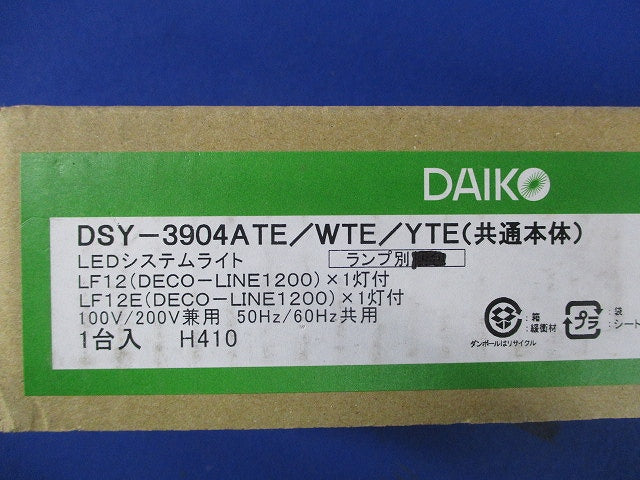 DAIKO
DSY-3904ATE/WTE/YTE(共通本体)
LEDシステムライト ランプ別
LF12(DECO-LINE1200)×1灯付
LF12E(DECO-LINE1200)×1灯付
100V/200V兼用 50Hz/60Hz共用
1台入 H410
:箱
:緩衝材
ダンボールはリサイクル
プラ
:袋
:シート